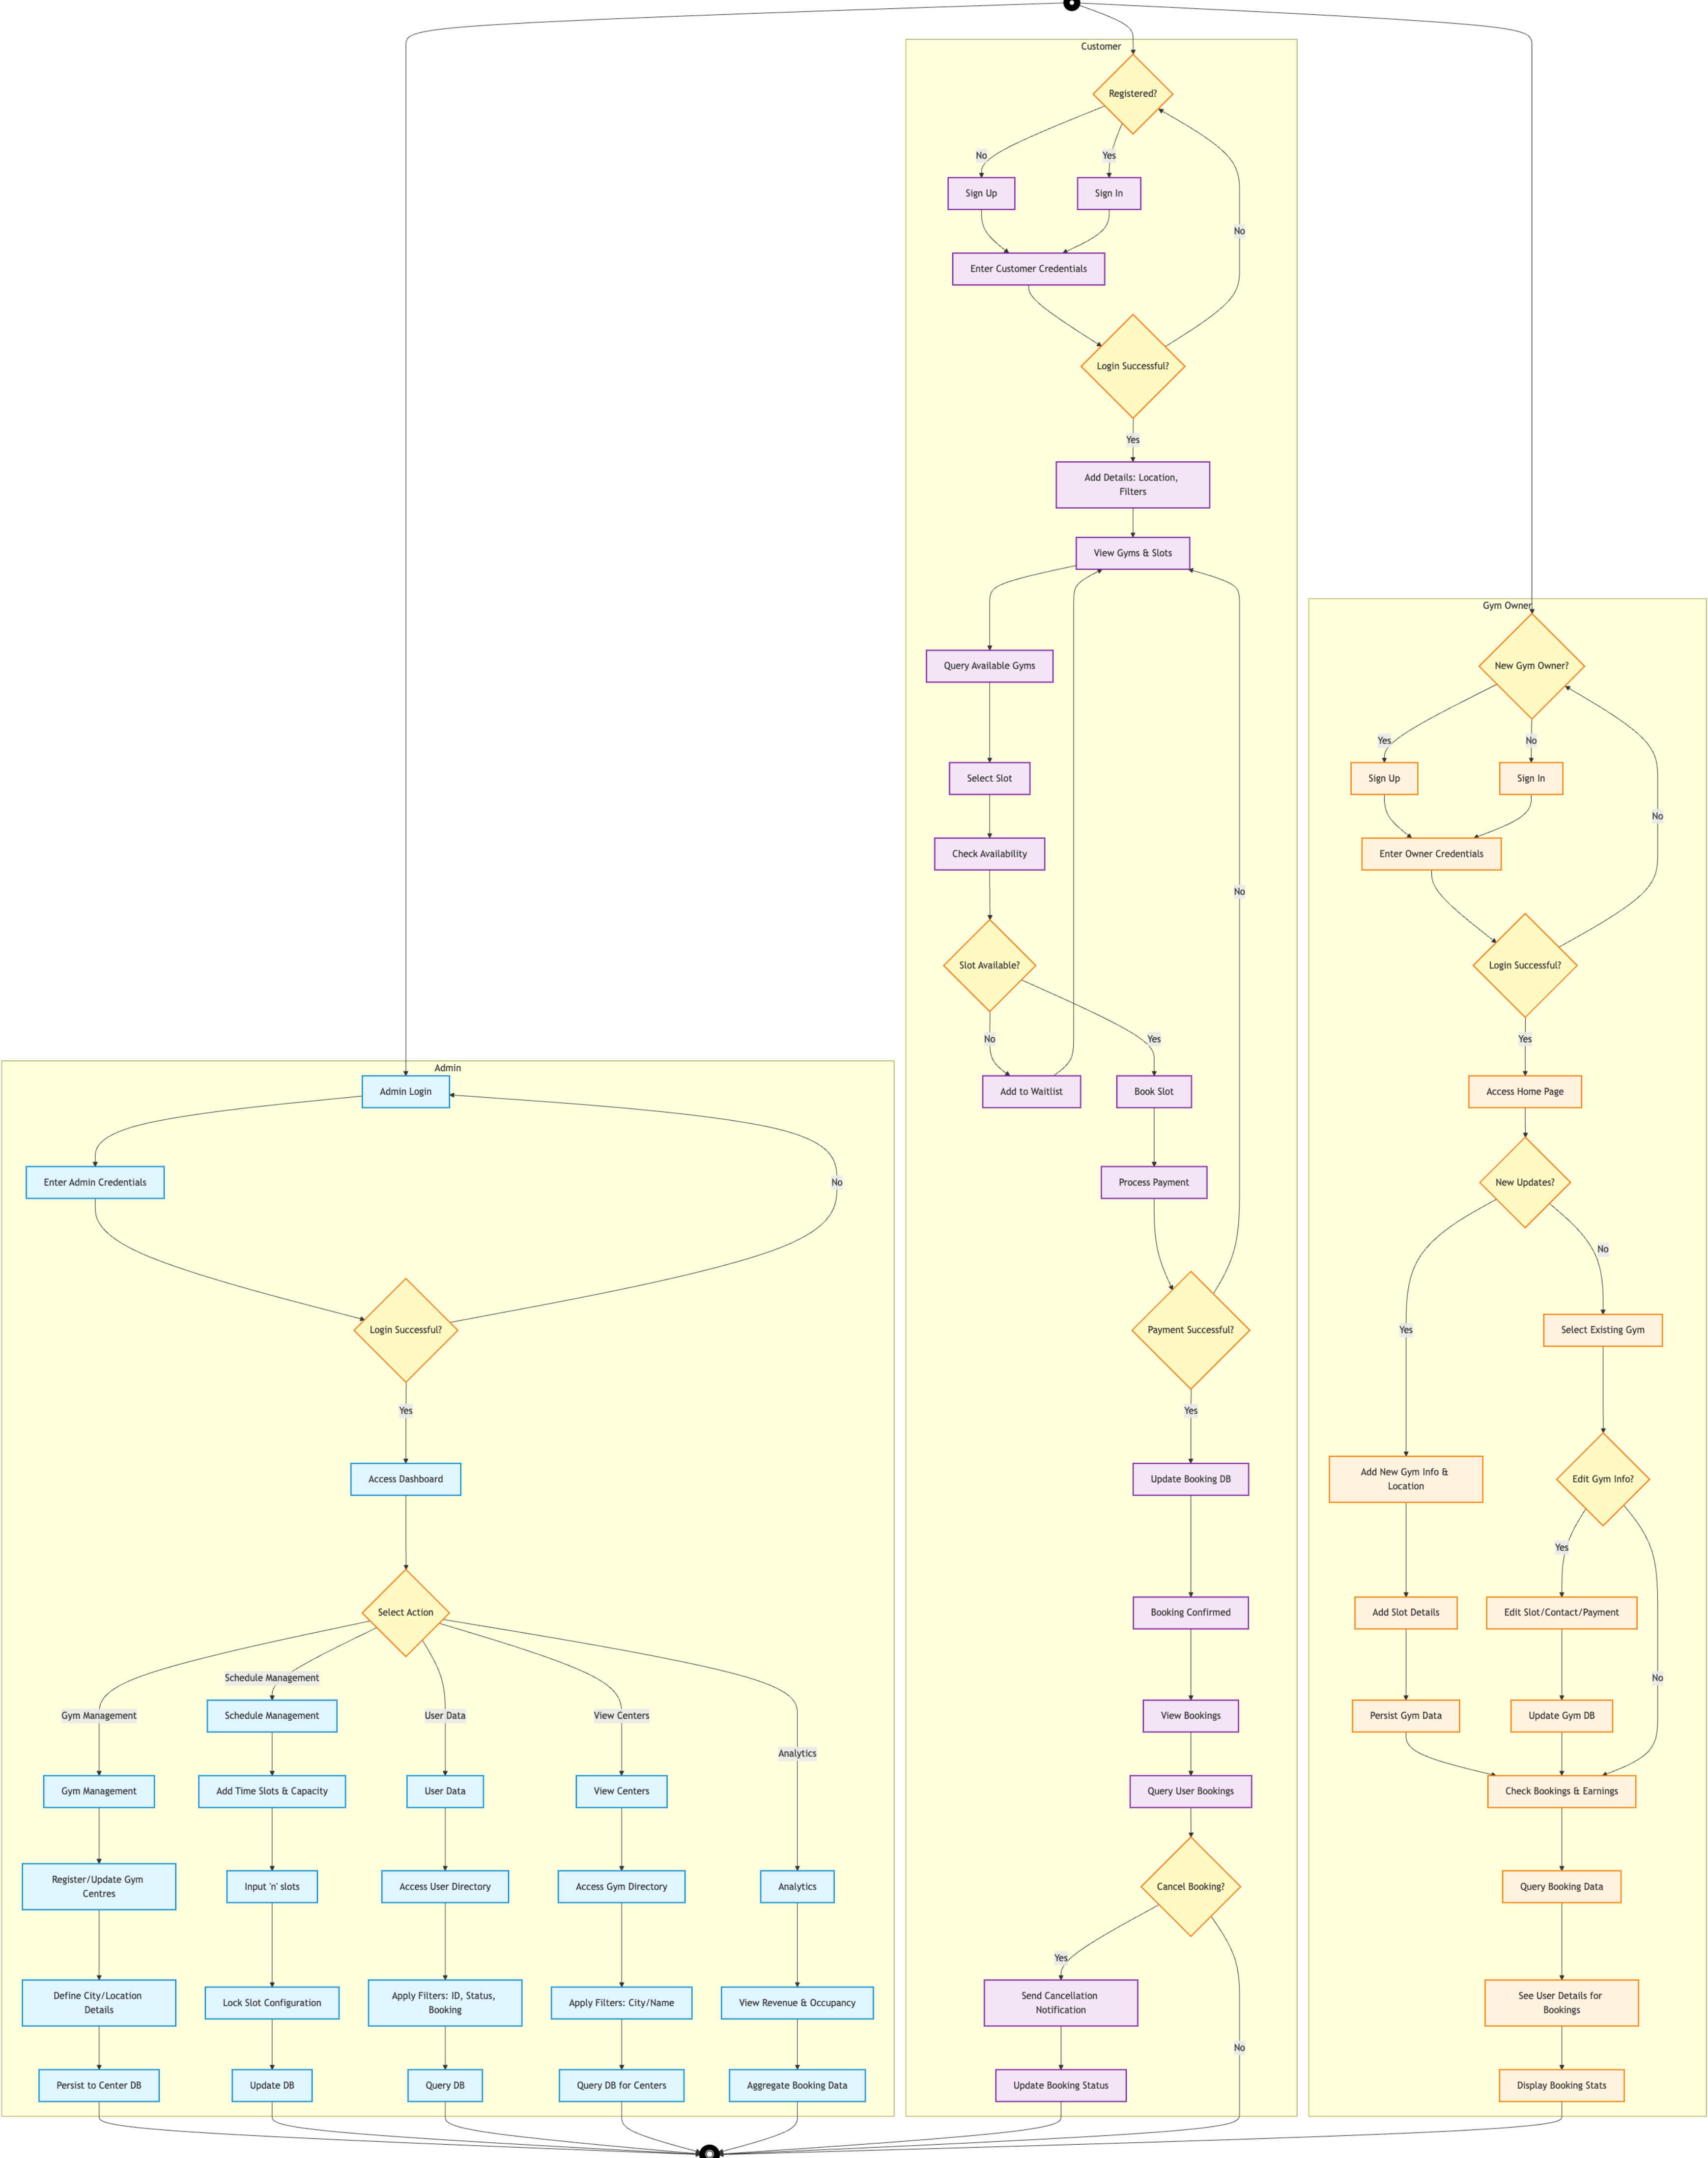 Customer
Registered?
No
Yes
Sign Up
Sign In
No
Enter Customer Credentials
Login Successful?
Yes
Add Details: Location,
Filters
View Gyms & Slots
Query Available Gyms
Select Slot
Check Availability
No
Slot Available?
No
Yes
Add to Waitlist
Book Slot
Process Payment
Payment Successful?
Yes
Update Booking DB
Booking Confirmed
View Bookings
Query User Bookings
Cancel Booking?
Yes
Send Cancellation
Notification
No
Update Booking Status
Gym Owner
New Gym Owner?
Yes
No
Sign Up
Sign In
No
Enter Owner Credentials
Login Successful?
Yes
Access Home Page
New Updates?
No
Yes
Select Existing Gym
Add New Gym Info &
Location
Edit Gym Info?
Yes
Add Slot Details
Edit Slot/Contact/Payment
No
Persist Gym Data
Update Gym DB
Check Bookings & Earnings
Query Booking Data
See User Details for
Bookings
Display Booking Stats
Admin
Admin Login
Enter Admin Credentials
No
Login Successful?
Yes
Access Dashboard
Select Action
Schedule Management
Gym Management
Schedule Management
User Data
View Centers
Analytics
Gym Management
Add Time Slots & Capacity
User Data
View Centers
Register/Update Gym
Centres
Input 'n' slots
Access User Directory
Access Gym Directory
Analytics
Define City/Location
Details
Lock Slot Configuration
Apply Filters: ID, Status,
Booking
Apply Filters: City/Name
View Revenue & Occupancy
Persist to Center DB
Update DB
Query DB
Query DB for Centers
Aggregate Booking Data